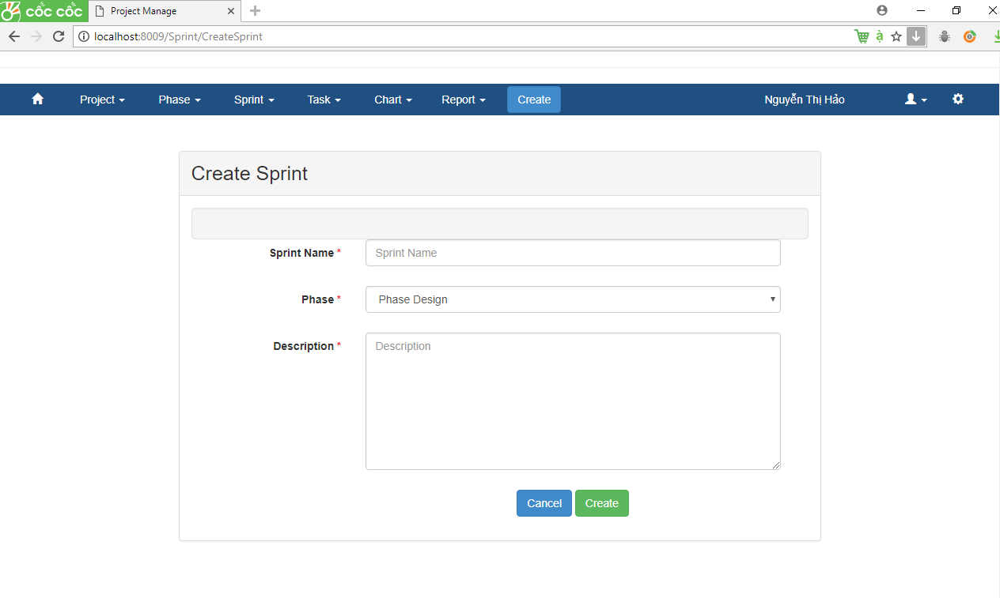 cốc cốc Project Manage
localhost:8009/Sprint/CreateSprint à
Project Phase Sprint Task Chart Report Create Nguyễn Thị Hảo
Create Sprint
Sprint Name * Sprint Name
Phase * Phase Design
Description * Description
Cancel Create